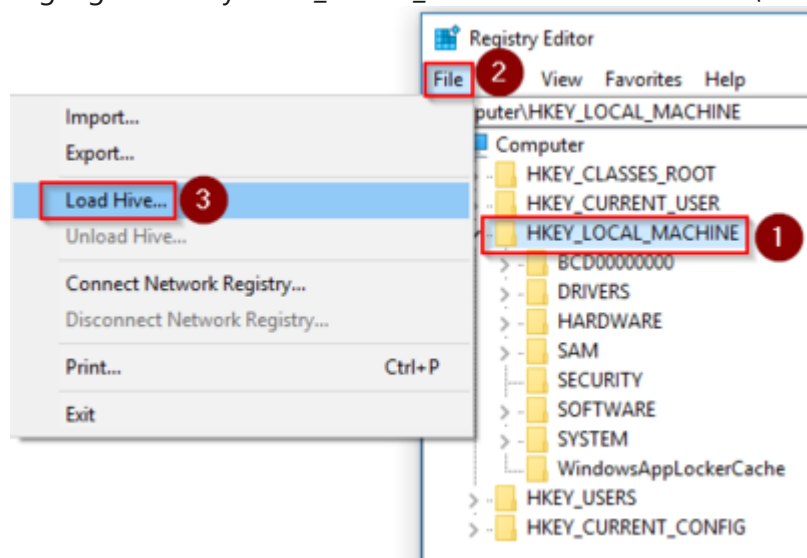 Registry Editor
File 2 View Favorites Help
puter\HKEY_LOCAL_MACHINE
Import...
Export...
Load Hive... 3
Unload Hive...
Connect Network Registry...
Disconnect Network Registry...
Print... Ctrl+P
Exit
Computer
HKEY_CLASSES_ROOT
HKEY_CURRENT_USER
HKEY_LOCAL_MACHINE 1
BCD00000000
DRIVERS
HARDWARE
SAM
SECURITY
SOFTWARE
SYSTEM
WindowsAppLockerCache
HKEY_USERS
HKEY_CURRENT_CONFIG